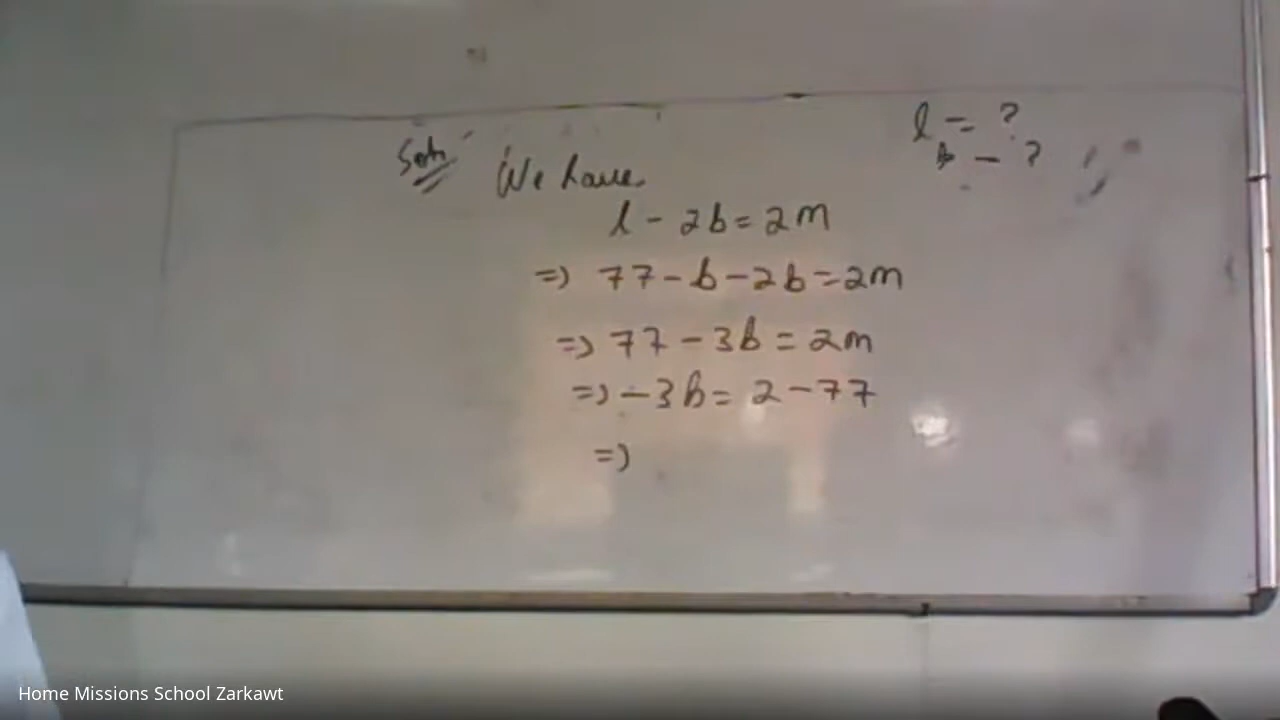 l = ?
b - ?
Soln
We have.
l - 2b = 2m
=> 77 - b - 2b = 2m
=> 77 - 3b = 2m
=> -3b = 2 - 77
=>
Home Missions School Zarkawt